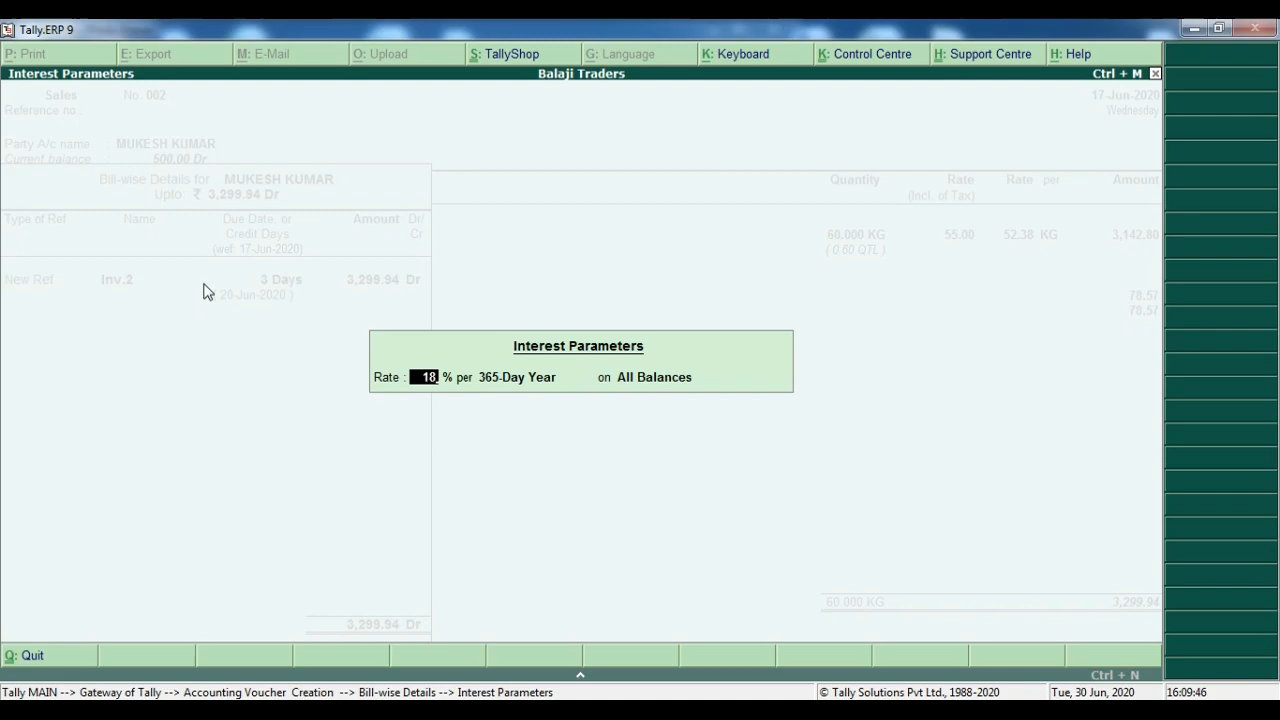 Tally.ERP 9
P: Print E: Export M: E-Mail O: Upload S: TallyShop G: Language K: Keyboard K: Control Centre H: Support Centre H: Help
Interest Parameters Balaji Traders Ctrl + M
Sales No. 002 17-Jun-2020
Reference no.: Wednesday
Party A/c name : MUKESH KUMAR
Current balance : 500.00 Dr
Bill-wise Details for : MUKESH KUMAR
Upto : ₹ 3,299.94 Dr
Quantity Rate Rate per Amount
(Incl. of Tax)
Type of Ref Name Due Date, or Amount Dr/
Credit Days Cr
(wef: 17-Jun-2020)
60.000 KG 55.00 52.38 KG 3,142.80
( 0.60 QTL )
New Ref Inv.2 3 Days 3,299.94 Dr
20-Jun-2020 )
78.57
78.57
Interest Parameters
Rate : 18 % per 365-Day Year on All Balances
60.000 KG 3,299.94
3,299.94 Dr
Q: Quit
Ctrl + N
Tally MAIN --> Gateway of Tally --> Accounting Voucher Creation --> Bill-wise Details --> Interest Parameters © Tally Solutions Pvt Ltd., 1988-2020 Tue, 30 Jun, 2020 16:09:46